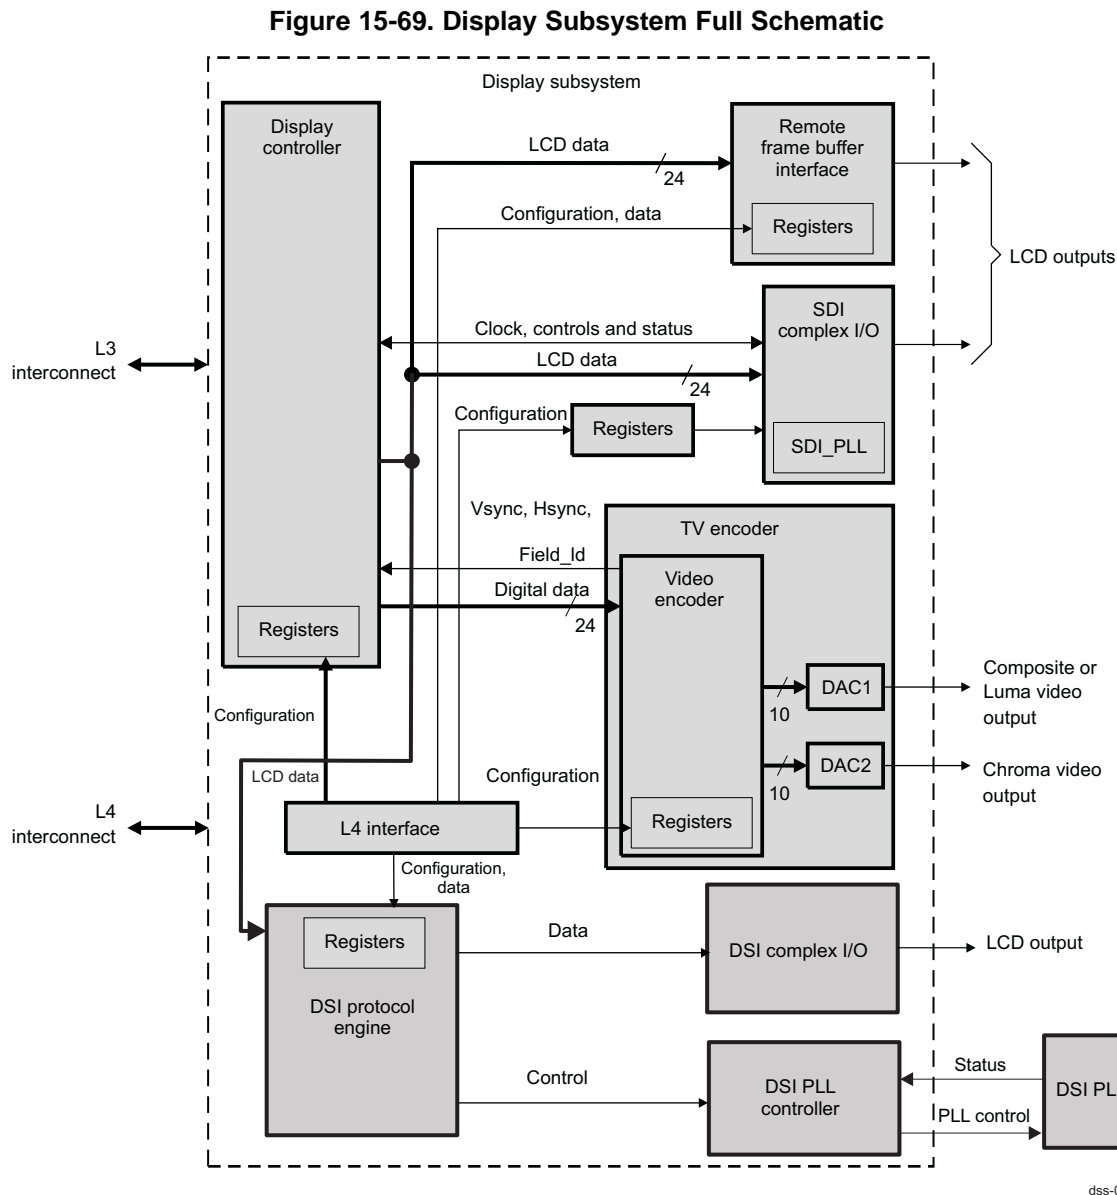 Figure 15-69. Display Subsystem Full Schematic
Display subsystem
Display
controller
LCD data
24
Remote
frame buffer
interface
Configuration, data
Registers
LCD outputs
SDI
complex I/O
Clock, controls and status
L3
interconnect
LCD data
24
Configuration
Registers
SDI_PLL
Vsync, Hsync,
TV encoder
Field_Id
Video
encoder
Digital data
24
Registers
DAC1
10
Composite or
Luma video
output
Configuration
LCD data
Configuration
DAC2
10
Chroma video
output
L4
interconnect
L4 interface
Registers
Configuration,
data
Registers
Data
DSI complex I/O
LCD output
DSI protocol
engine
Control
DSI PLL
controller
Status
DSI PL
PLL control
dss-0